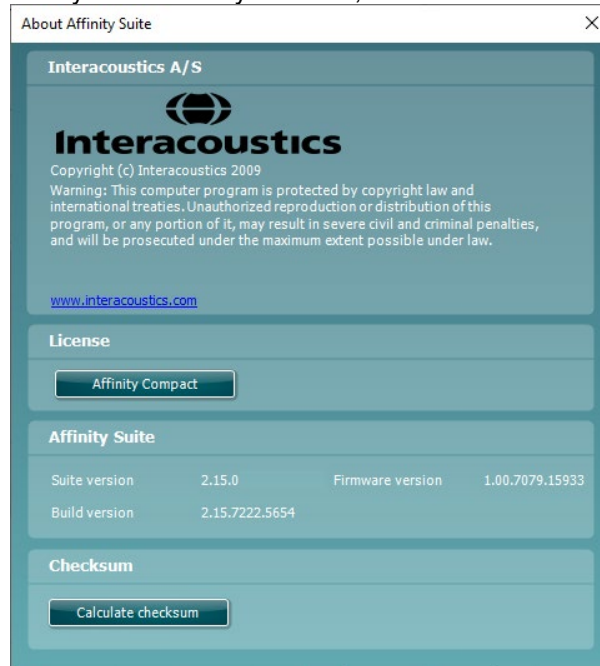 About Affinity Suite
Interacoustics A/S
Interacoustics
Copyright (c) Interacoustics 2009
Warning: This computer program is protected by copyright law and
international treaties. Unauthorized reproduction or distribution of this
program, or any portion of it, may result in severe civil and criminal penalties,
and will be prosecuted under the maximum extent possible under law.
www.interacoustics.com
License
Affinity Compact
Affinity Suite
Suite version 2.15.0 Firmware version 1.00.7079.15933
Build version 2.15.7222.5654
Checksum
Calculate checksum